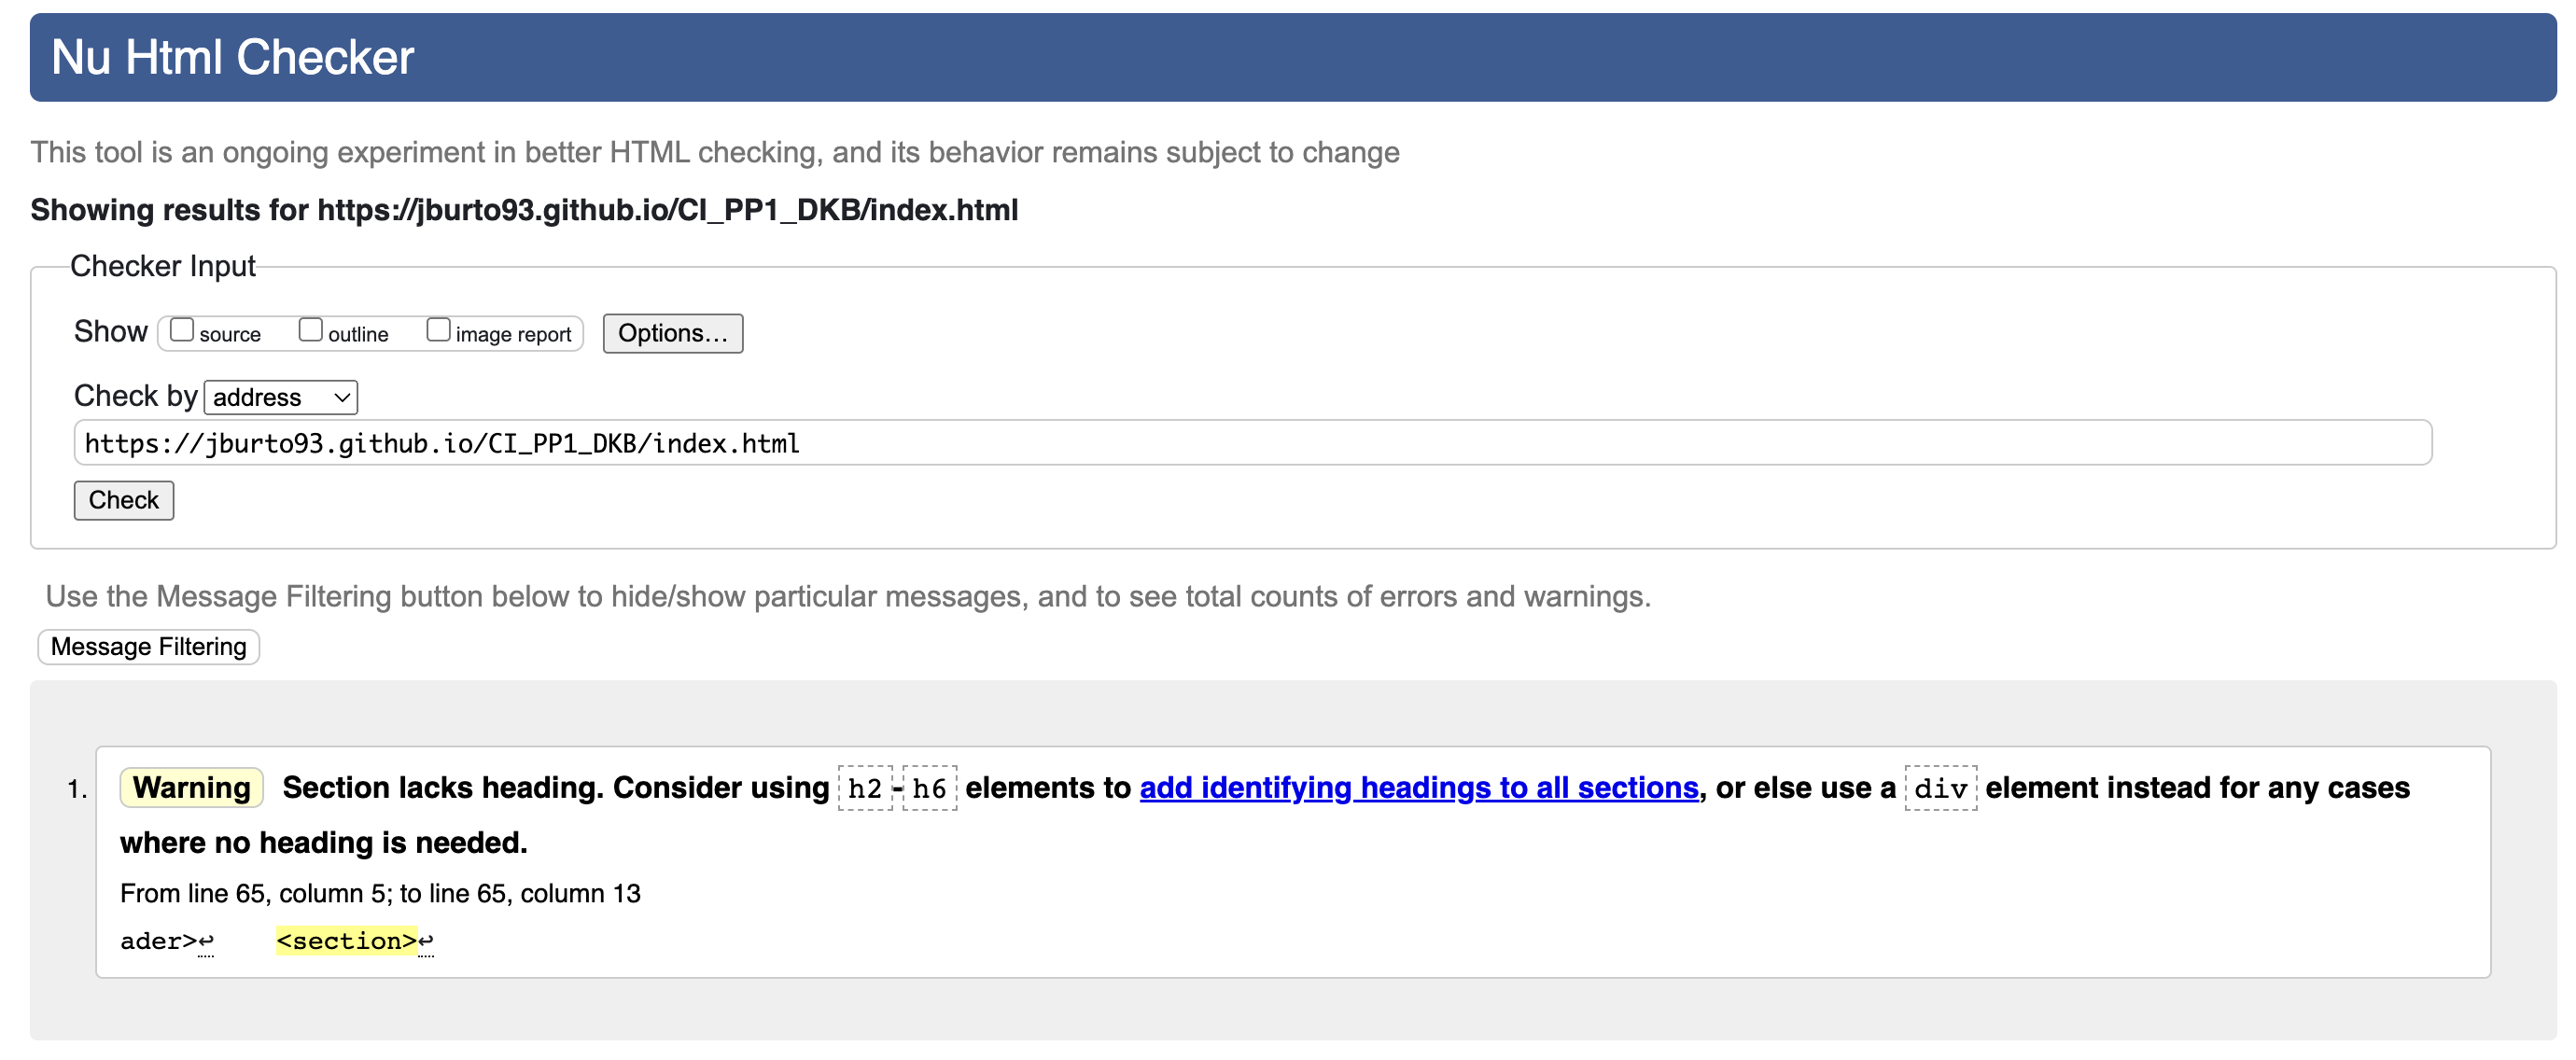 Nu Html Checker
This tool is an ongoing experiment in better HTML checking, and its behavior remains subject to change
Showing results for https://jburto93.github.io/CI_PP1_DKB/index.html
Checker Input
Show source outline image report Options...
Check by address
https://jburto93.github.io/CI_PP1_DKB/index.html
Check
Use the Message Filtering button below to hide/show particular messages, and to see total counts of errors and warnings.
Message Filtering
1. Warning Section lacks heading. Consider using h2-h6 elements to add identifying headings to all sections, or else use a div element instead for any cases
where no heading is needed.
From line 65, column 5; to line 65, column 13
ader>↩ <section>↩